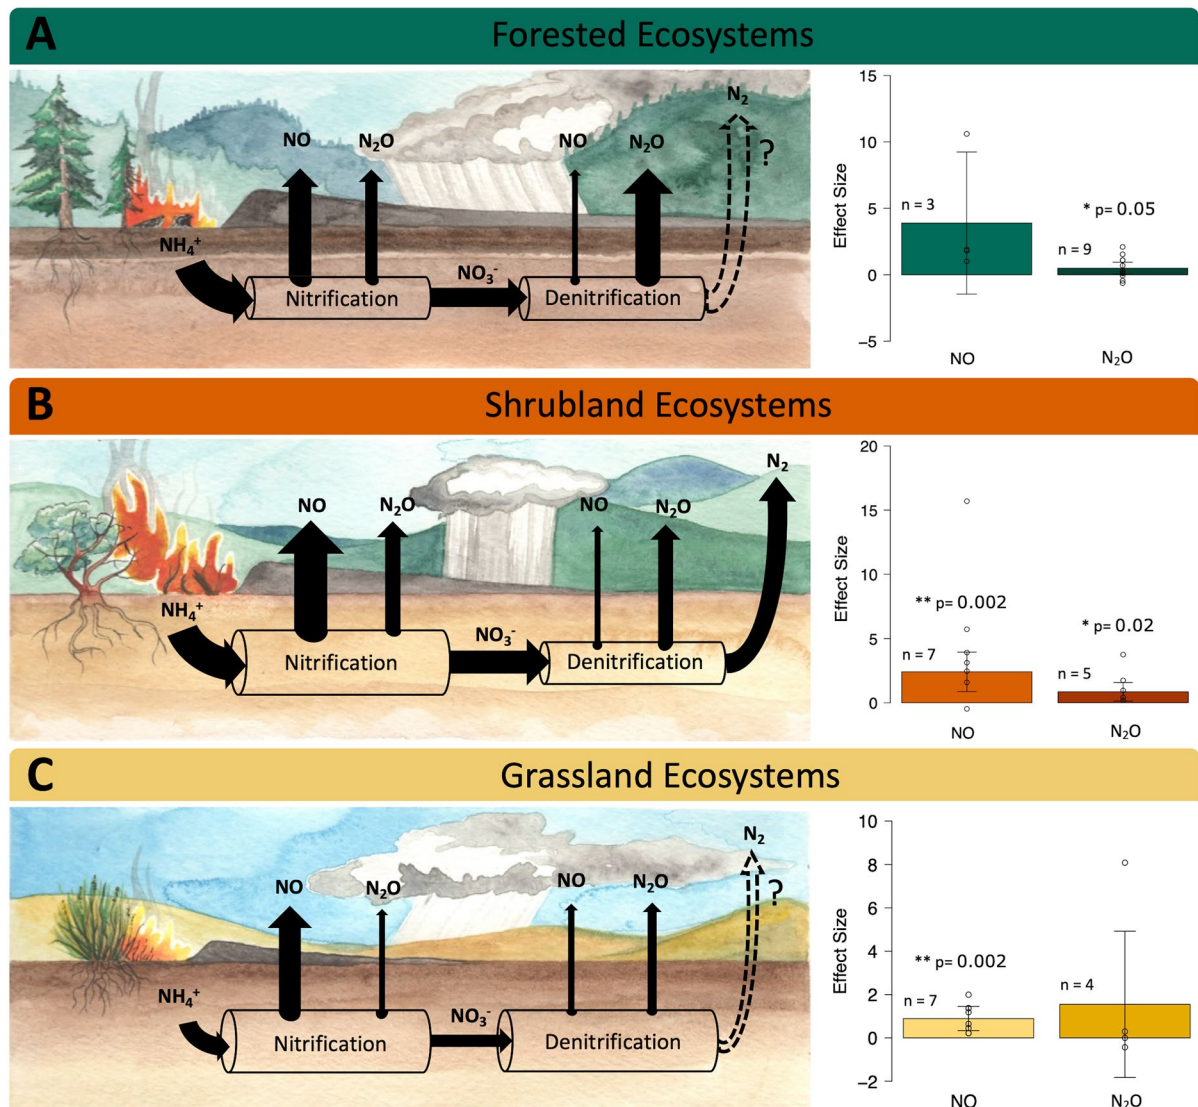 A Forested Ecosystems
NO N₂O NO N₂O N₂
?
NH₄⁺
NO₃⁻
Nitrification Denitrification
15
10
5
0
−5
Effect Size
n = 3
* p= 0.05
n = 9
NO N₂O
B Shrubland Ecosystems
NO N₂O NO N₂O N₂
NH₄⁺
NO₃⁻
Nitrification Denitrification
20
15
10
5
0
Effect Size
** p= 0.002
n = 7
* p= 0.02
n = 5
NO N₂O
C Grassland Ecosystems
NO N₂O NO N₂O N₂
?
NH₄⁺
NO₃⁻
Nitrification Denitrification
10
8
6
4
2
0
−2
Effect Size
** p= 0.002
n = 7
n = 4
NO N₂O